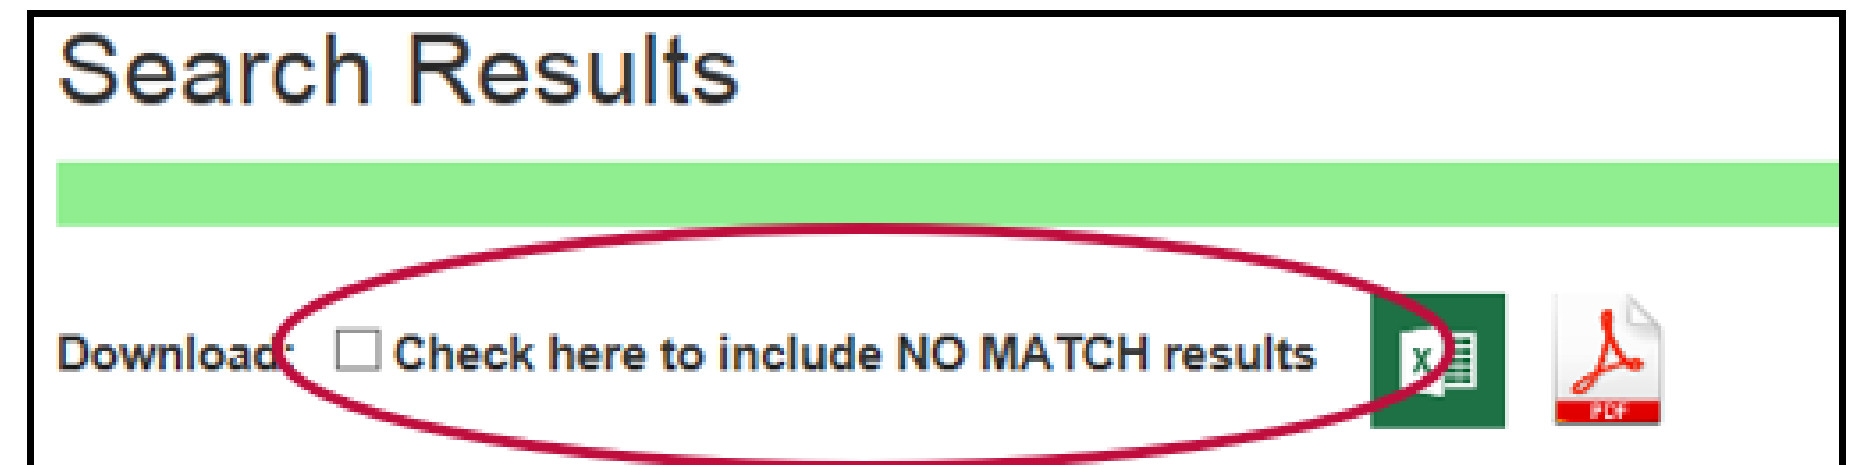 Search Results
Download: Check here to include NO MATCH results
X
PDF